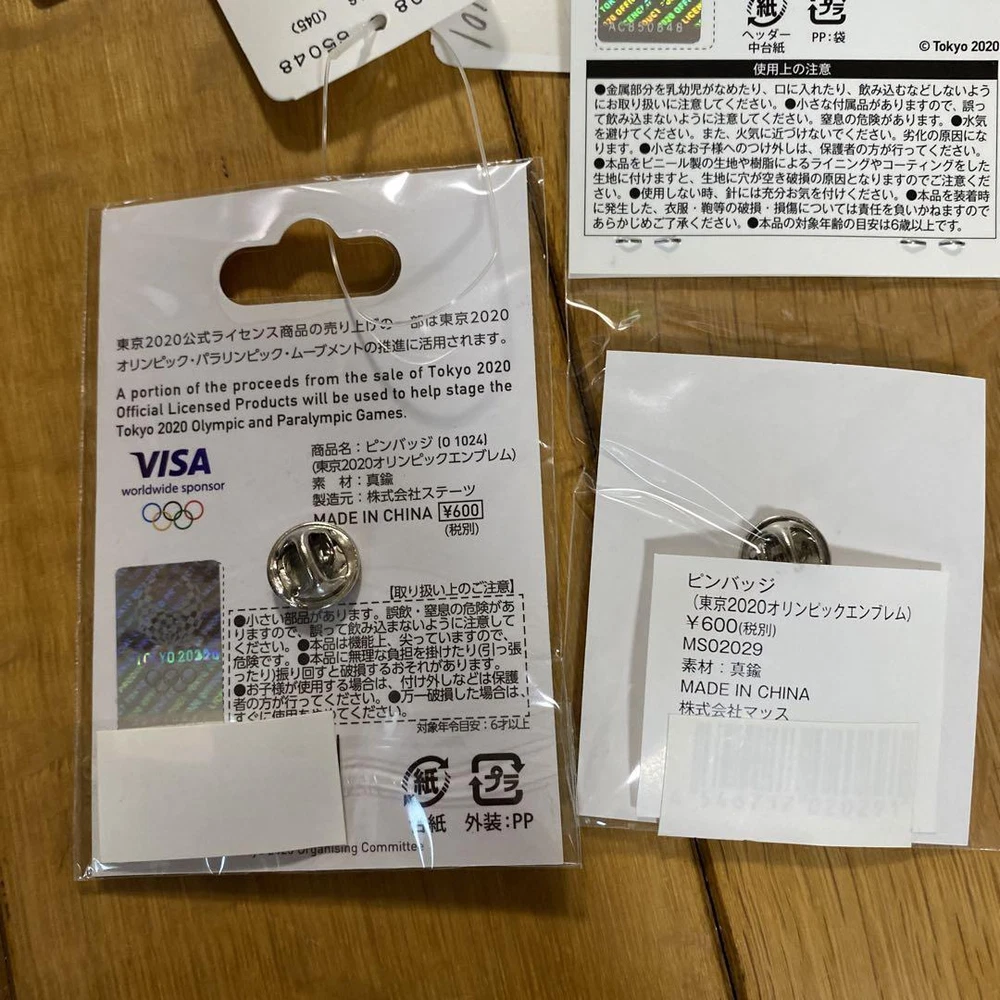 65048
(045)
101
AC850848
紙
ヘッダー
中台紙
プラ
PP:袋
© Tokyo 2020
使用上の注意
●金属部分を乳幼児がなめたり、口に入れたり、飲み込むなどしないよう
にお取り扱いに注意してください。●小さな付属品がありますので、誤っ
て飲み込まないように注意してください。窒息の危険があります。●水気
を避けてください。また、火気に近づけないでください。劣化の原因にな
ります。●小さなお子様へのつけ外しは、保護者の方が行ってください。
●本品をビニール製の生地や樹脂によるライニングやコーティングをした
生地に付けますと、生地に穴が空き破損の原因となりますのでご注意くだ
さい。●使用しない時、針には充分お気を付けください。●本品を装着時
に発生した、衣服・鞄等の破損・損傷については責任を負いかねますので
あらかじめご了承ください。●本品の対象年齢の目安は6歳以上です。
東京2020公式ライセンス商品の売り上げの一部は東京2020
オリンピック・パラリンピック・ムーブメントの推進に活用されます。
A portion of the proceeds from the sale of Tokyo 2020
Official Licensed Products will be used to help stage the
Tokyo 2020 Olympic and Paralympic Games.
VISA
worldwide sponsor
商品名：ピンバッジ (O 1024)
(東京2020オリンピックエンブレム)
素　材：真鍮
製造元：株式会社ステーツ
MADE IN CHINA ¥600
(税別)
TOKYO 2020
【取り扱い上のご注意】
●小さい部品があります。誤飲・窒息の危険があ
りますので、誤って飲み込まないように注意して
ください。●本品は機能上、尖っていますので、
危険です。●本品に無理な負担を掛けたり(引っ張
ったり)振り回すと破損するおそれがあります。
●お子様が使用する場合は、付け外しなどは保護
者の方が行ってください。●万一破損した場合は、
すぐに使用をやめてください。
対象年令目安：6才以上
紙
台紙
プラ
外装：PP
2020 Organising Committee
ピンバッジ
（東京2020オリンピックエンブレム）
￥600(税別)
MS02029
素材：真鍮
MADE IN CHINA
株式会社マッス